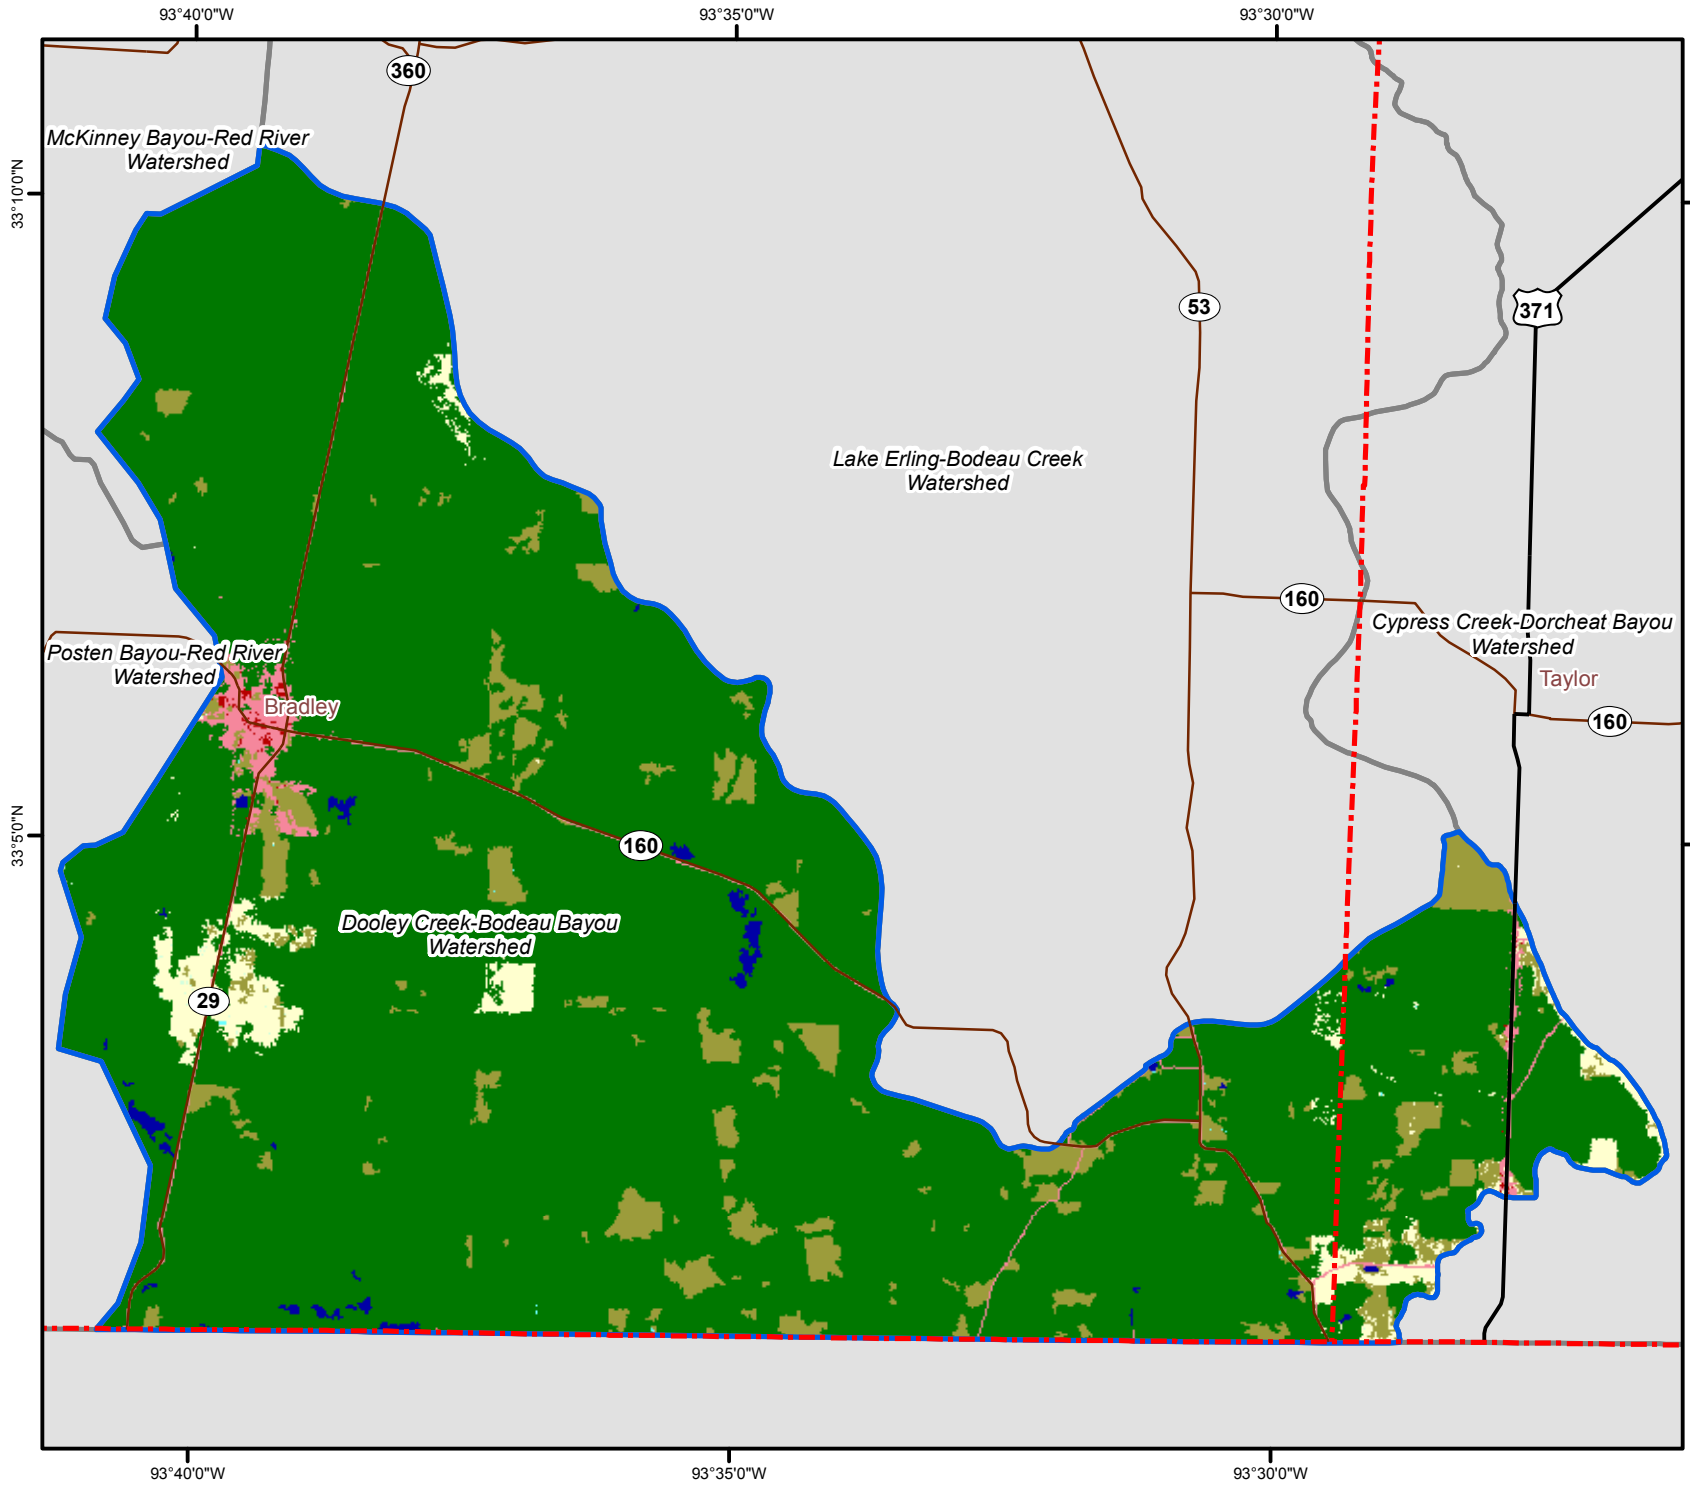 93°40'0"W
93°35'0"W
93°30'0"W
360
McKinney Bayou-Red River
Watershed
33°10'0"N
53
371
Lake Erling-Bodeau Creek
Watershed
160
Cypress Creek-Dorcheat Bayou
Watershed
Posten Bayou-Red River
Watershed
Taylor
Bradley
160
33°5'0"N
160
Dooley Creek-Bodeau Bayou
Watershed
29
93°40'0"W
93°35'0"W
93°30'0"W